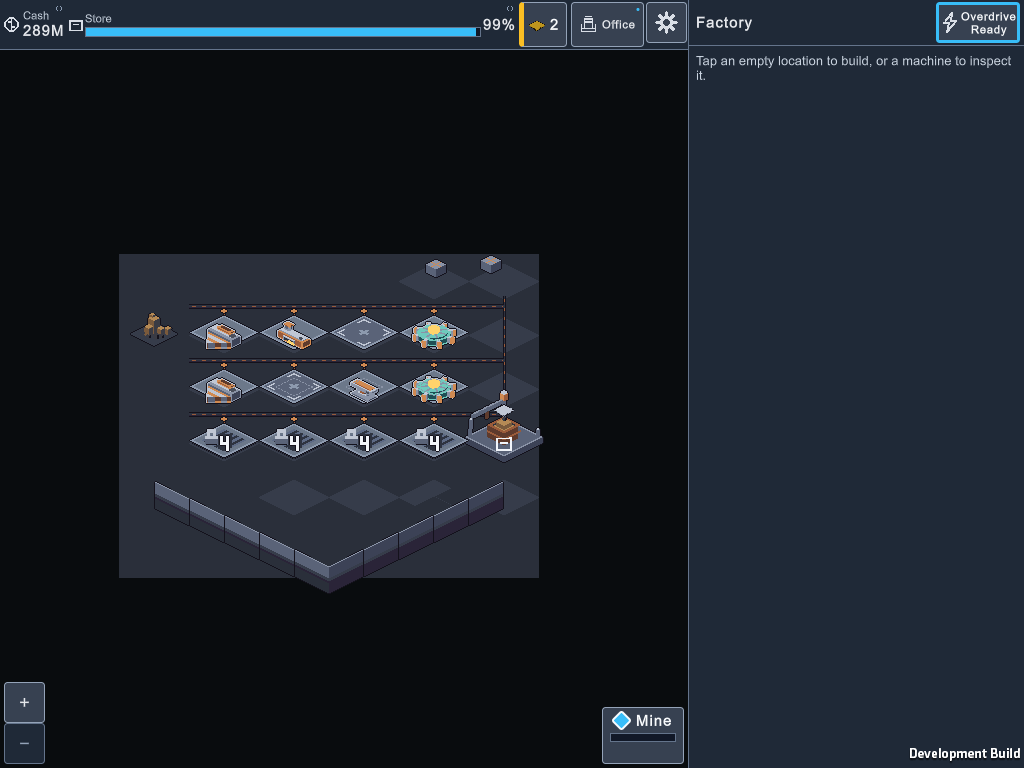 Cash
289M
Store
99%
2
Office
Factory
Overdrive
Ready
Tap an empty location to build, or a machine to inspect
it.
4
4
4
4
+
−
Mine
Development Build